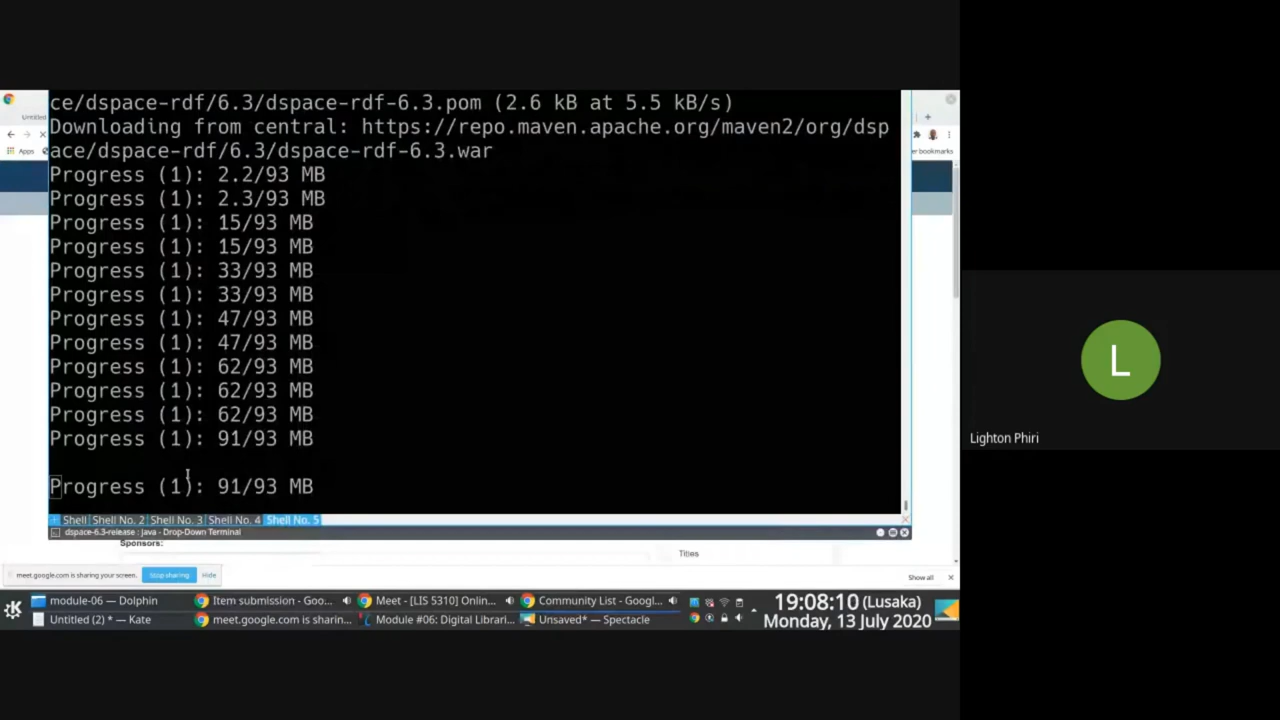 ce/dspace-rdf/6.3/dspace-rdf-6.3.pom (2.6 kB at 5.5 kB/s)
Downloading from central: https://repo.maven.apache.org/maven2/org/dsp
ace/dspace-rdf/6.3/dspace-rdf-6.3.war
Progress (1): 2.2/93 MB
Progress (1): 2.3/93 MB
Progress (1): 15/93 MB
Progress (1): 15/93 MB
Progress (1): 33/93 MB
Progress (1): 33/93 MB
Progress (1): 47/93 MB
Progress (1): 47/93 MB
Progress (1): 62/93 MB
Progress (1): 62/93 MB
Progress (1): 62/93 MB
Progress (1): 91/93 MB
Progress (1): 91/93 MB
Untitled
Apps
er bookmarks
Shell Shell No. 2 Shell No. 3 Shell No. 4 Shell No. 5
dspace-6.3-release : java - Drop-Down Terminal
Sponsors:
Titles
meet.google.com is sharing your screen. Stop sharing Hide
Show all
module-06 — Dolphin Item submission - Goo... Meet - [LIS 5310] Onlin... Community List - Googl...
Untitled (2) * — Kate meet.google.com is sharin... Module #06: Digital Librari... Unsaved* — Spectacle
19:08:10 (Lusaka)
Monday, 13 July 2020
L
Lighton Phiri